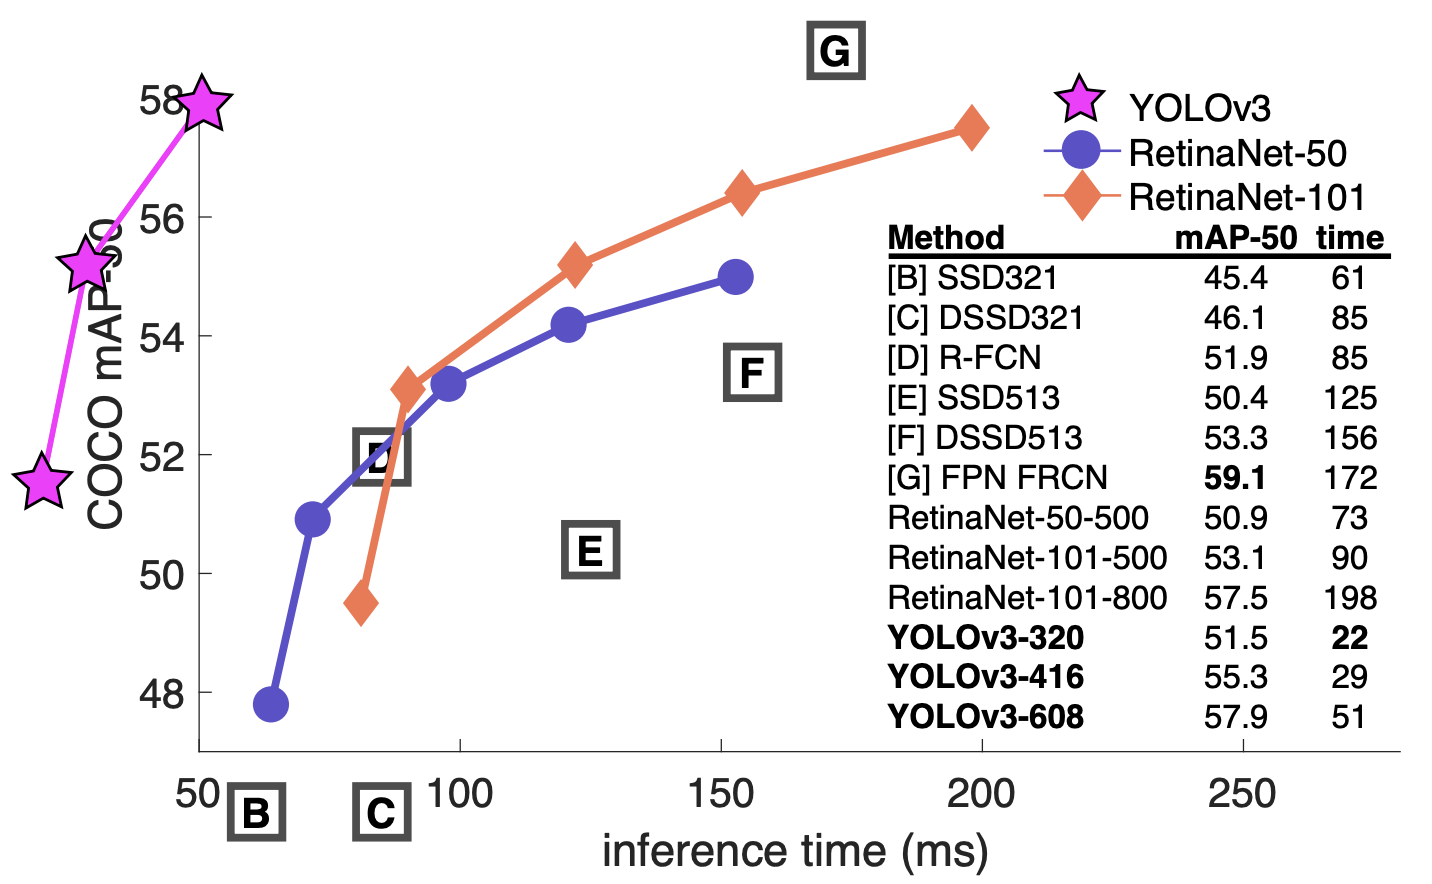 G
58
56
54
52
50
48
COCO mAP-50
D
E
F
B
C
50
100
150
200
250
inference time (ms)
YOLOv3
RetinaNet-50
RetinaNet-101
Method mAP-50 time
[B] SSD321 45.4 61
[C] DSSD321 46.1 85
[D] R-FCN 51.9 85
[E] SSD513 50.4 125
[F] DSSD513 53.3 156
[G] FPN FRCN 59.1 172
RetinaNet-50-500 50.9 73
RetinaNet-101-500 53.1 90
RetinaNet-101-800 57.5 198
YOLOv3-320 51.5 22
YOLOv3-416 55.3 29
YOLOv3-608 57.9 51